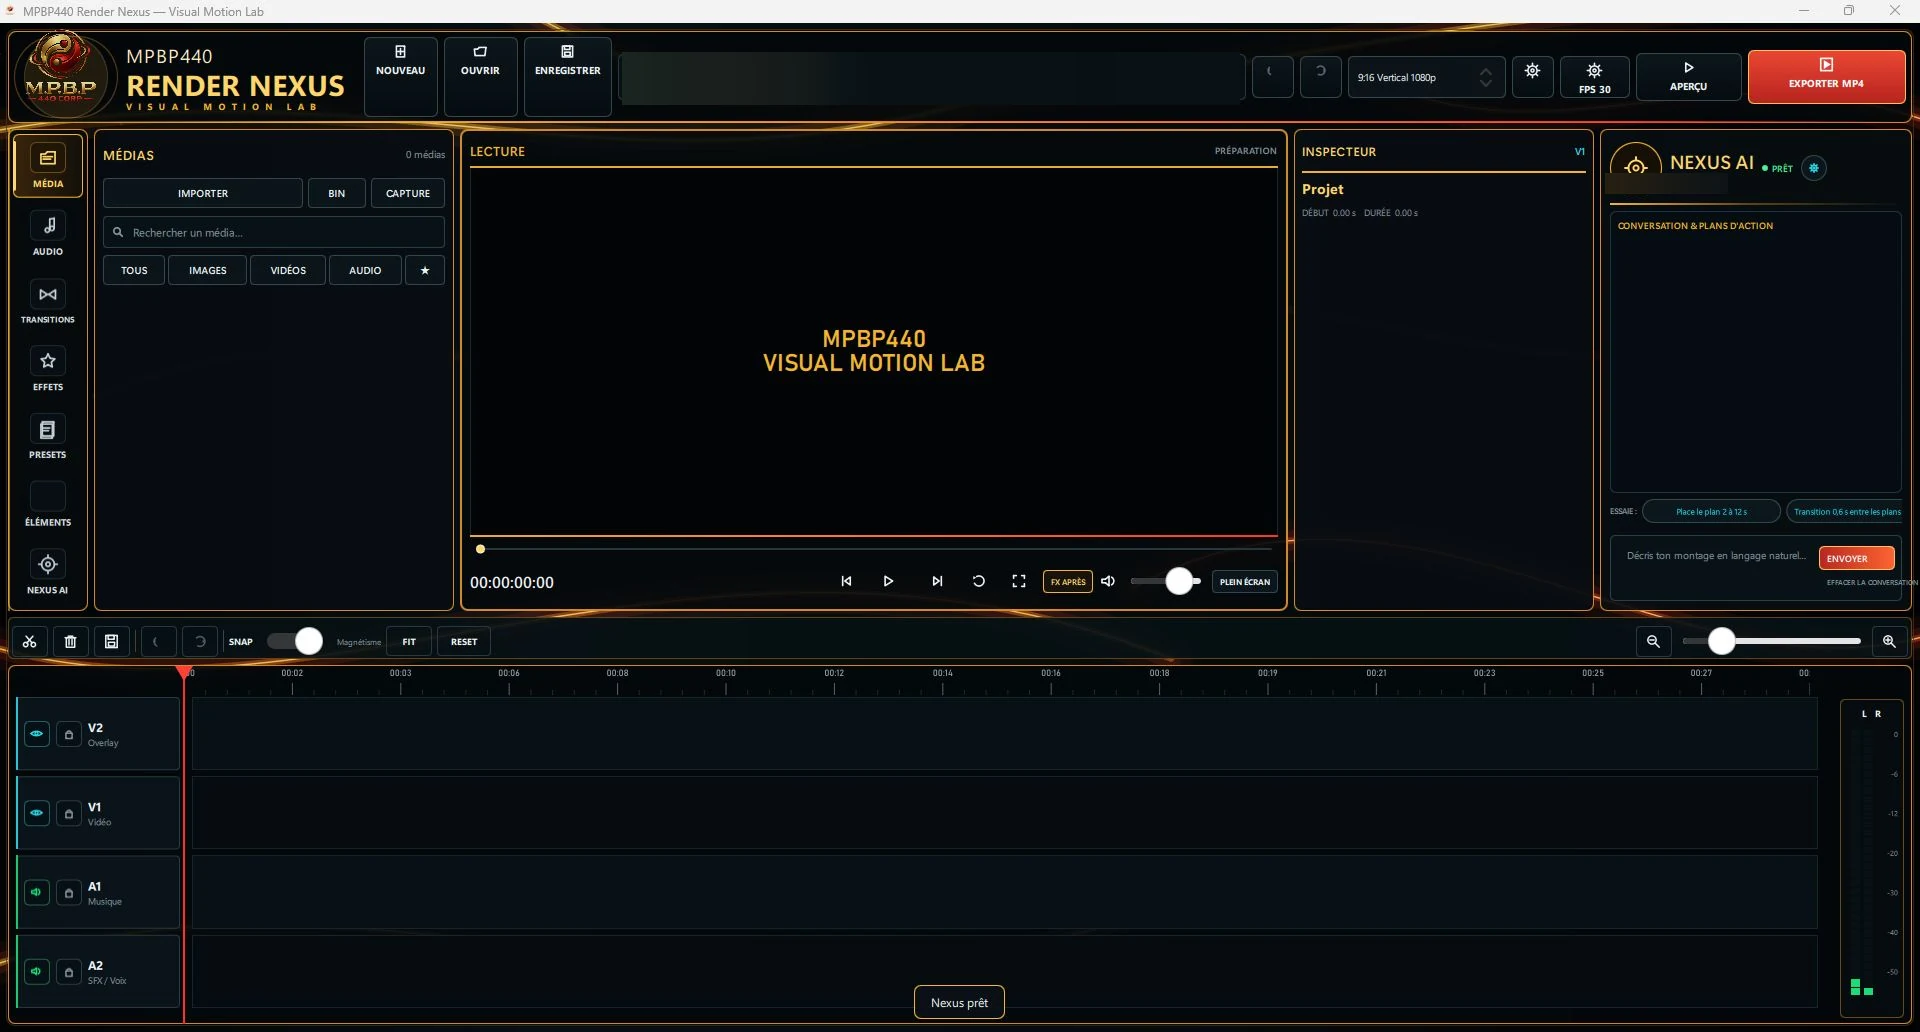 MPBP440 Render Nexus — Visual Motion Lab
MPBP
440 CORP
MPBP440
RENDER NEXUS
VISUAL MOTION LAB
NOUVEAU
OUVRIR
ENREGISTRER
9:16 Vertical 1080p
FPS 30
APERÇU
EXPORTER MP4
MÉDIA
AUDIO
TRANSITIONS
EFFETS
PRESETS
ÉLÉMENTS
NEXUS AI
MÉDIAS
0 médias
IMPORTER
BIN
CAPTURE
Rechercher un média...
TOUS
IMAGES
VIDÉOS
AUDIO
LECTURE
PRÉPARATION
MPBP440
VISUAL MOTION LAB
00:00:00:00
FX APRÈS
PLEIN ÉCRAN
INSPECTEUR
V1
Projet
DÉBUT 0.00 s DURÉE 0.00 s
NEXUS AI
PRÊT
CONVERSATION & PLANS D'ACTION
ESSAIE :
Place le plan 2 à 12 s
Transition 0,6 s entre les plans
Décris ton montage en langage naturel...
ENVOYER
EFFACER LA CONVERSATION
SNAP
Magnétisme
FIT
RESET
00 00:02 00:03 00:06 00:08 00:10 00:12 00:14 00:16 00:18 00:19 00:21 00:23 00:25 00:27 00:
V2
Overlay
V1
Vidéo
A1
Musique
A2
SFX / Voix
L R
0
-6
-12
-20
-30
-40
-50
Nexus prêt